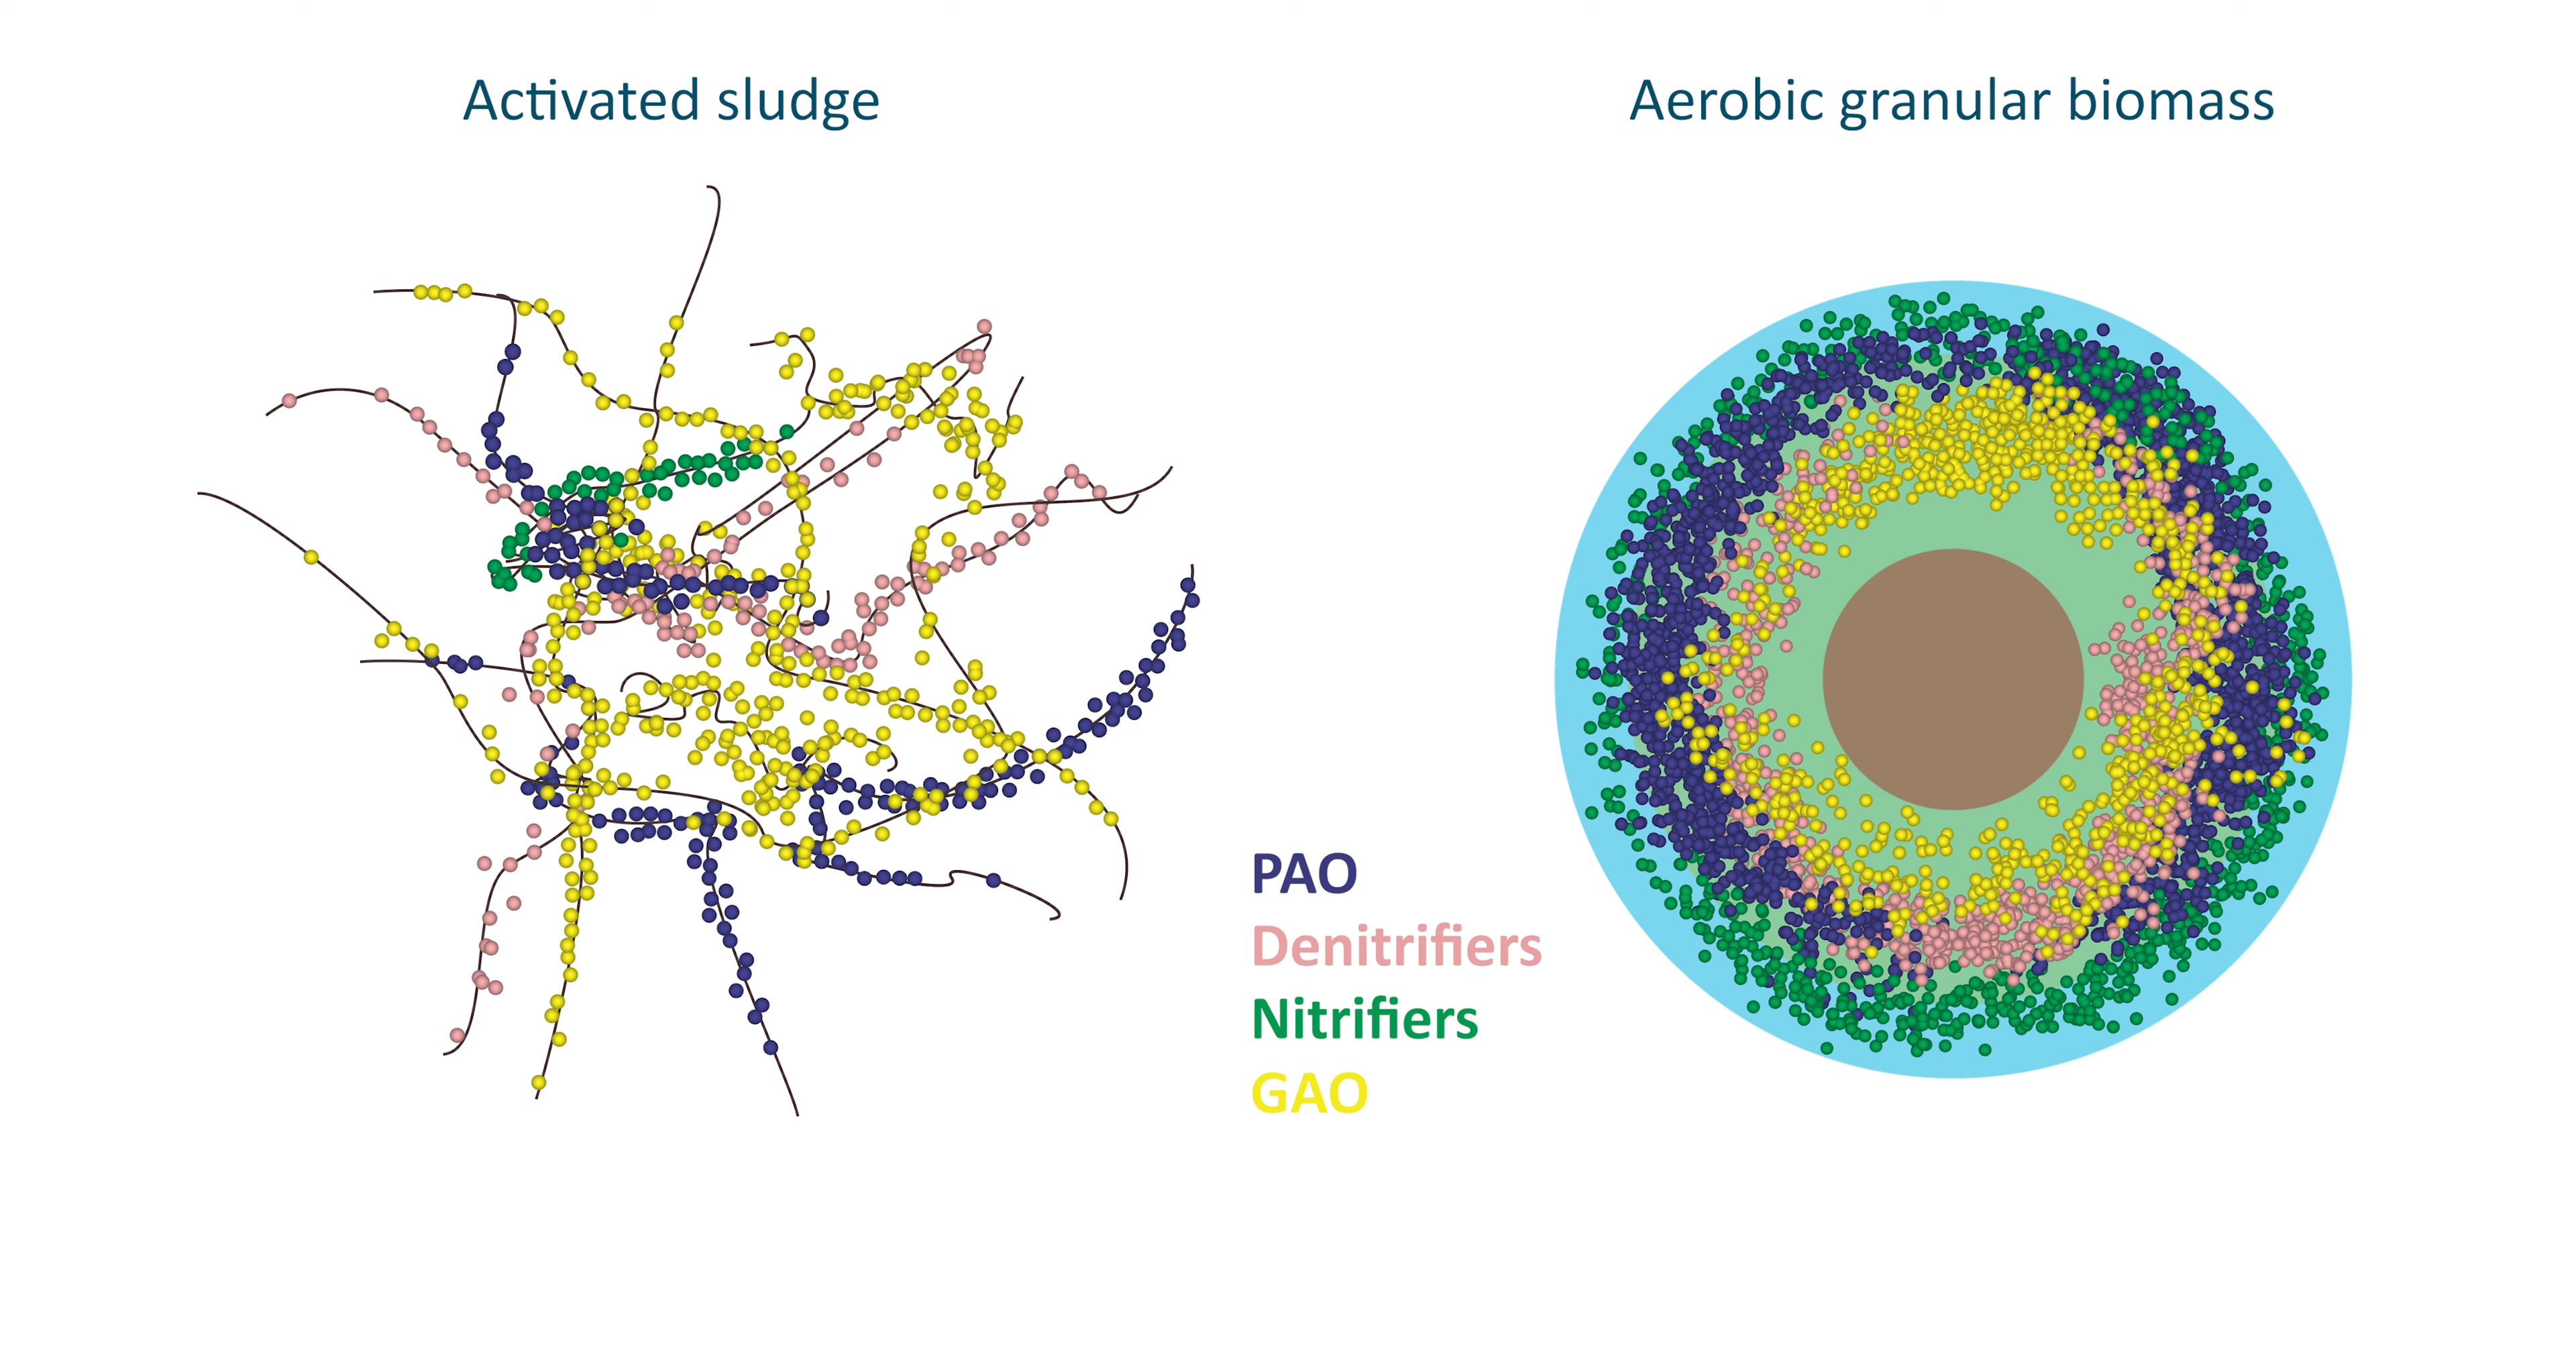 Activated sludge
Aerobic granular biomass
PAO
Denitrifiers
Nitrifiers
GAO